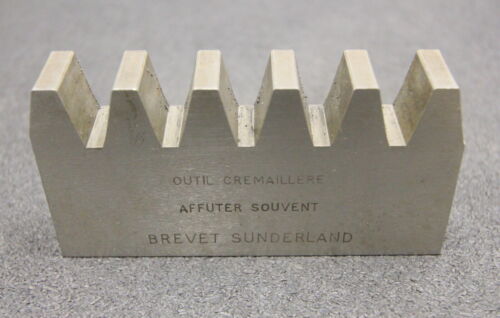 OUTIL CREMAILLERE
AFFUTER SOUVENT
BREVET SUNDERLAND